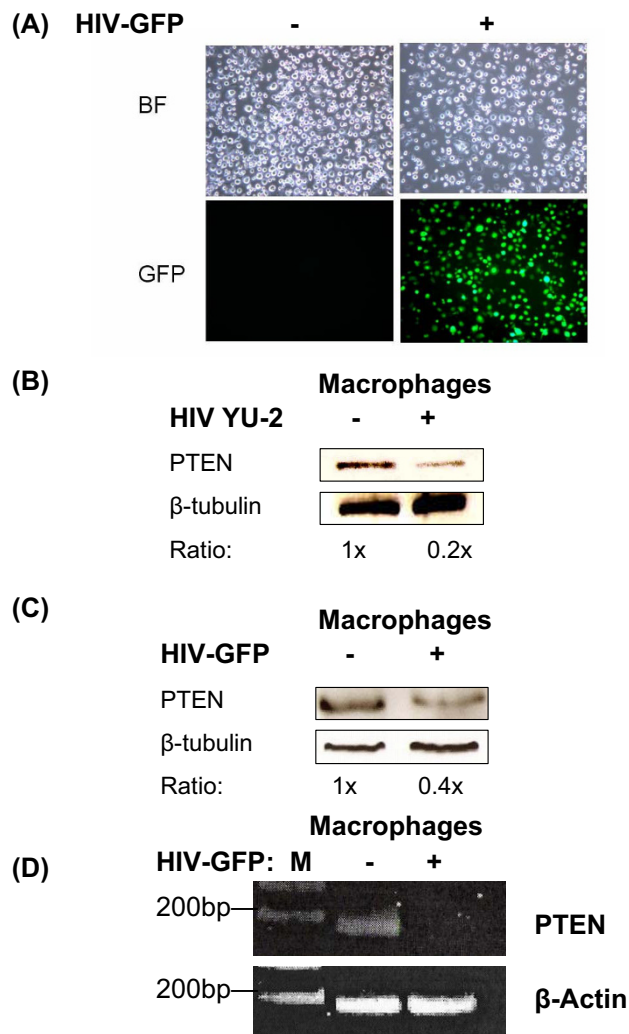 (A) HIV-GFP - +
BF
GFP
(B) Macrophages
HIV YU-2 - +
PTEN
β-tubulin
Ratio: 1x 0.2x
(C) Macrophages
HIV-GFP - +
PTEN
β-tubulin
Ratio: 1x 0.4x
Macrophages
(D) HIV-GFP: M - +
200bp
PTEN
200bp
β-Actin